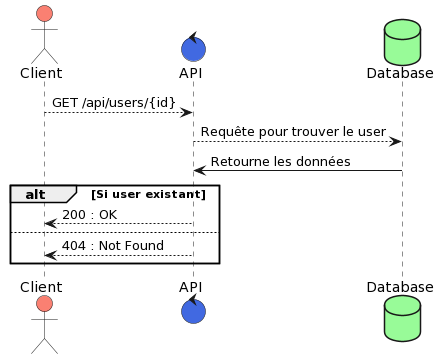 Client
API
Database
GET /api/users/{id}
Requête pour trouver le user
Retourne les données
alt [Si user existant]
200 : OK
404 : Not Found
Client
API
Database